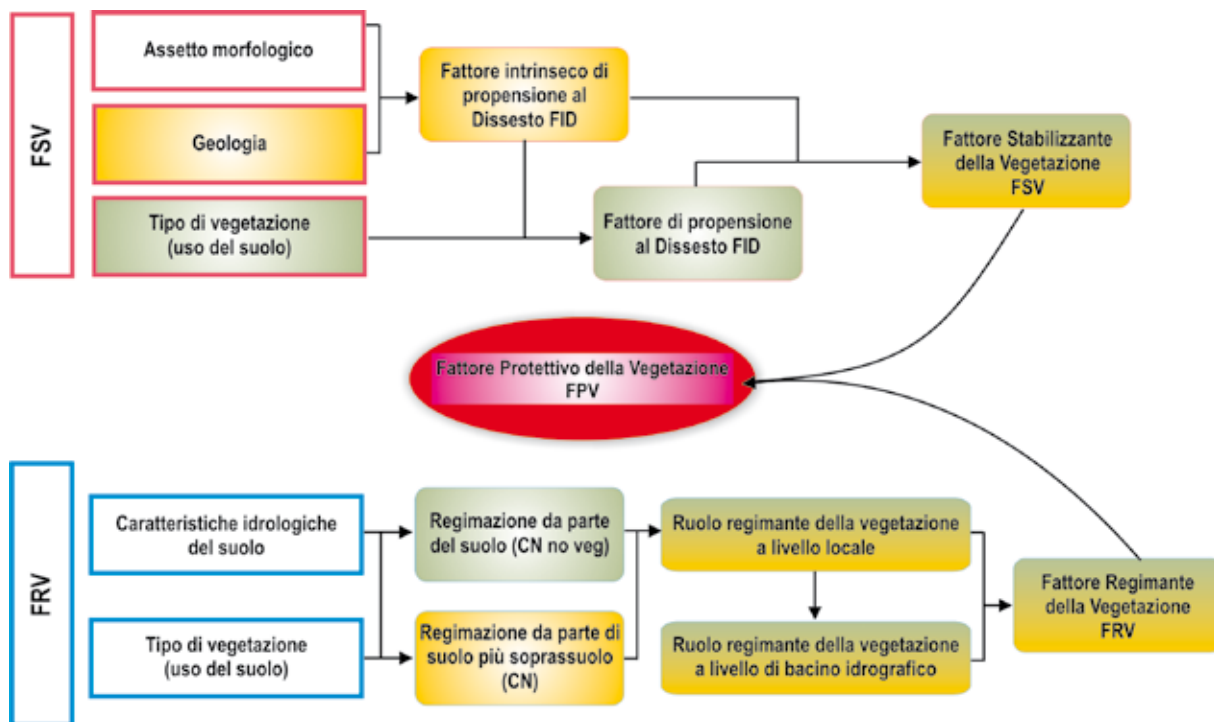 FSV
Assetto morfologico
Geologia
Tipo di vegetazione
(uso del suolo)
Fattore intrinseco di
propensione al
Dissesto FID
Fattore di propensione
al Dissesto FID
Fattore Stabilizzante
della Vegetazione
FSV
Fattore Protettivo della Vegetazione
FPV
FRV
Caratteristiche idrologiche
del suolo
Tipo di vegetazione
(uso del suolo)
Regimazione da parte
del suolo (CN no veg)
Regimazione da parte di
suolo più soprassuolo
(CN)
Ruolo regimante della vegetazione
a livello locale
Ruolo regimante della vegetazione
a livello di bacino idrografico
Fattore Regimante
della Vegetazione
FRV